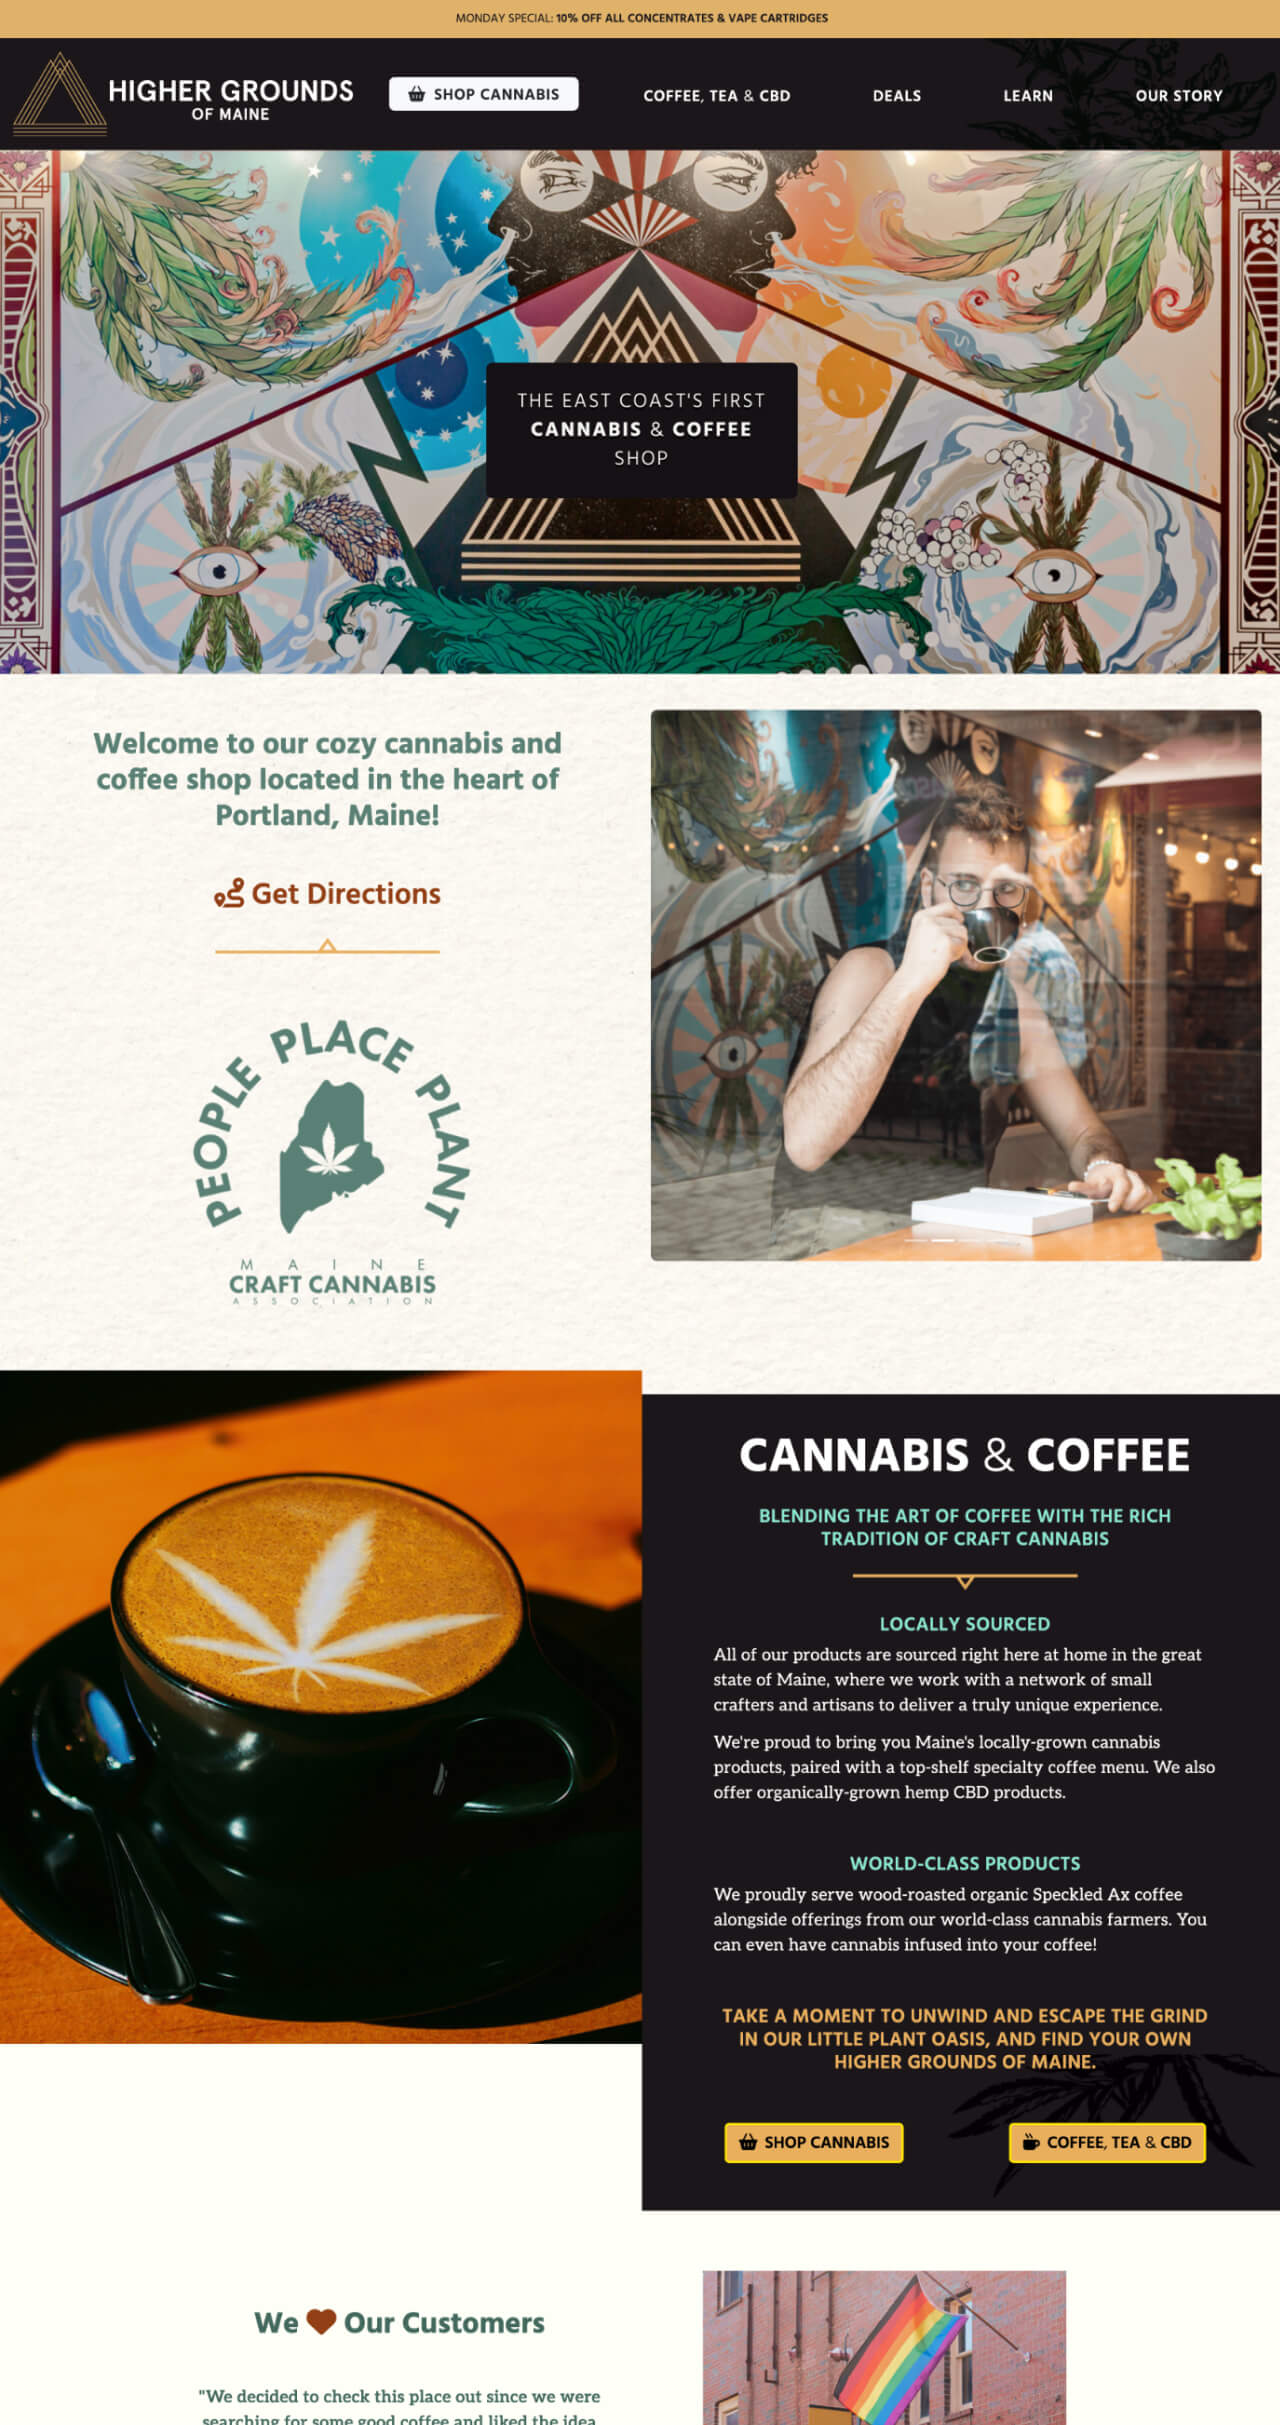 MONDAY SPECIAL: 10% OFF ALL CONCENTRATES & VAPE CARTRIDGES
HIGHER GROUNDS
OF MAINE
SHOP CANNABIS
COFFEE, TEA & CBD
DEALS
LEARN
OUR STORY
THE EAST COAST'S FIRST
CANNABIS & COFFEE
SHOP
Welcome to our cozy cannabis and
coffee shop located in the heart of
Portland, Maine!
Get Directions
PEOPLE PLACE PLANT
MAINE
CRAFT CANNABIS
ASSOCIATION
CANNABIS & COFFEE
BLENDING THE ART OF COFFEE WITH THE RICH
TRADITION OF CRAFT CANNABIS
LOCALLY SOURCED
All of our products are sourced right here at home in the great
state of Maine, where we work with a network of small
crafters and artisans to deliver a truly unique experience.
We're proud to bring you Maine's locally-grown cannabis
products, paired with a top-shelf specialty coffee menu. We also
offer organically-grown hemp CBD products.
WORLD-CLASS PRODUCTS
We proudly serve wood-roasted organic Speckled Ax coffee
alongside offerings from our world-class cannabis farmers. You
can even have cannabis infused into your coffee!
TAKE A MOMENT TO UNWIND AND ESCAPE THE GRIND
IN OUR LITTLE PLANT OASIS, AND FIND YOUR OWN
HIGHER GROUNDS OF MAINE.
SHOP CANNABIS
COFFEE, TEA & CBD
We Our Customers
"We decided to check this place out since we were
searching for some good coffee and liked the idea